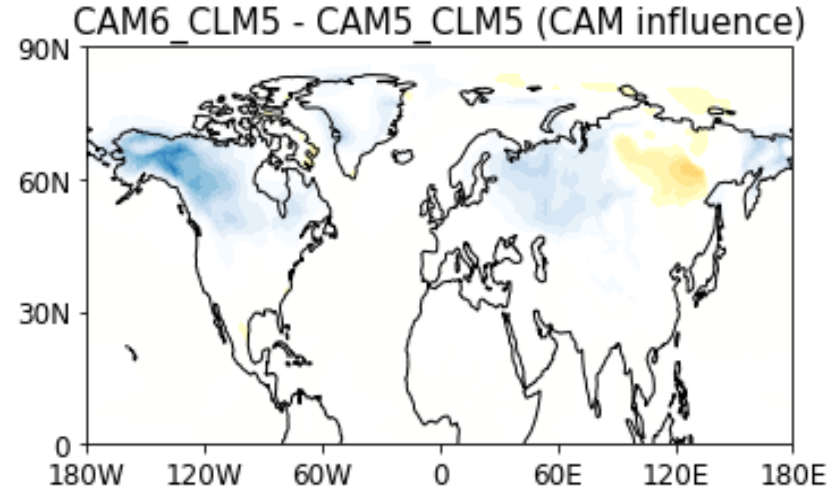 CAM6_CLM5 - CAM5_CLM5 (CAM influence)
90N
60N
30N
0
180W 120W 60W 0 60E 120E 180E